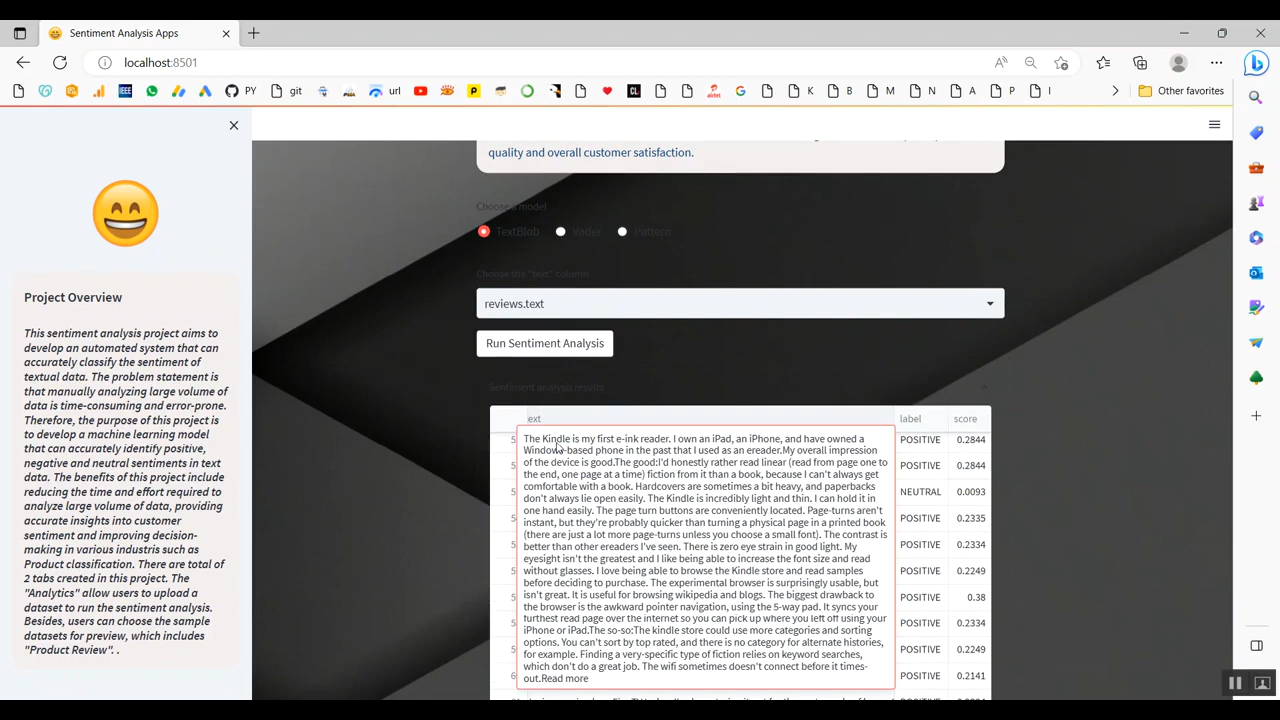 Sentiment Analysis Apps
localhost:8501
PY
git
url
K
B
M
N
A
P
I
Other favorites
Project Overview
This sentiment analysis project aims to
develop an automated system that can
accurately classify the sentiment of
textual data. The problem statement is
that manually analyzing large volume of
data is time-consuming and error-prone.
Therefore, the purpose of this project is
to develop a machine learning model
that can accurately identify positive,
negative and neutral sentiments in text
data. The benefits of this project include
reducing the time and effort required to
analyze large volume of data, providing
accurate insights into customer
sentiment and improving decision-
making in various industris such as
Product classification. There are total of
2 tabs created in this project. The
"Analytics" allow users to upload a
dataset to run the sentiment analysis.
Besides, users can choose the sample
datasets for preview, which includes
"Product Review". .
quality and overall customer satisfaction.
Choose a model
TextBlob Vader Pattern
Choose the "text" column
reviews.text
Run Sentiment Analysis
Sentiment analysis results
ext label score
The Kindle is my first e-ink reader. I own an iPad, an iPhone, and have owned a
Windows-based phone in the past that I used as an ereader.My overall impression
of the device is good.The good:I'd honestly rather read linear (read from page one to
the end, one page at a time) fiction from it than a book, because I can't always get
comfortable with a book. Hardcovers are sometimes a bit heavy, and paperbacks
don't always lie open easily. The Kindle is incredibly light and thin. I can hold it in
one hand easily. The page turn buttons are conveniently located. Page-turns aren't
instant, but they're probably quicker than turning a physical page in a printed book
(there are just a lot more page-turns unless you choose a small font). The contrast is
better than other ereaders I've seen. There is zero eye strain in good light. My
eyesight isn't the greatest and I like being able to increase the font size and read
without glasses. I love being able to browse the Kindle store and read samples
before deciding to purchase. The experimental browser is surprisingly usable, but
isn't great. It is useful for browsing wikipedia and blogs. The biggest drawback to
the browser is the awkward pointer navigation, using the 5-way pad. It syncs your
furthest read page over the internet so you can pick up where you left off using your
iPhone or iPad.The so-so:The kindle store could use more categories and sorting
options. You can't sort by top rated, and there is no category for alternate histories,
for example. Finding a very-specific type of fiction relies on keyword searches,
which don't do a great job. The wifi sometimes doesn't connect before it times-
out.Read more
POSITIVE 0.2844
POSITIVE 0.2844
NEUTRAL 0.0093
POSITIVE 0.2335
POSITIVE 0.2334
POSITIVE 0.2249
POSITIVE 0.38
POSITIVE 0.2334
POSITIVE 0.2249
POSITIVE 0.2141